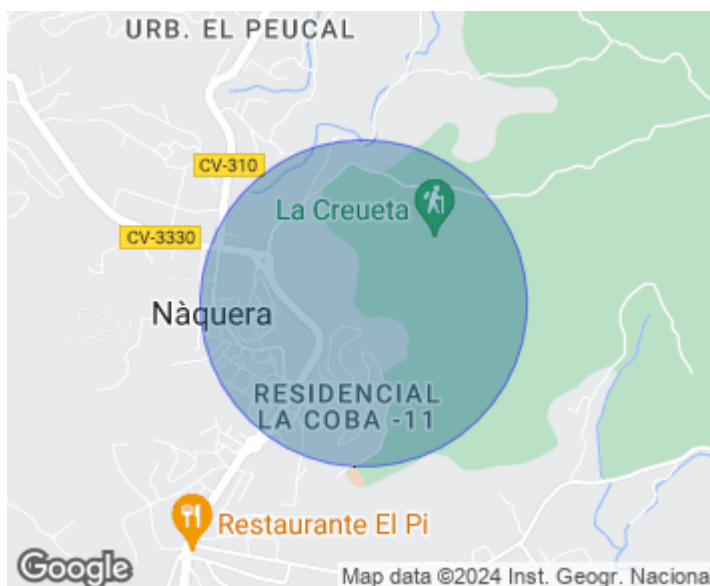 URB. EL PEUCAL
CV-310
La Creueta
CV-3330
Nàquera
RESIDENCIAL
LA COBA -11
Restaurante El Pi
Google
Map data ©2024 Inst. Geogr. Naciona